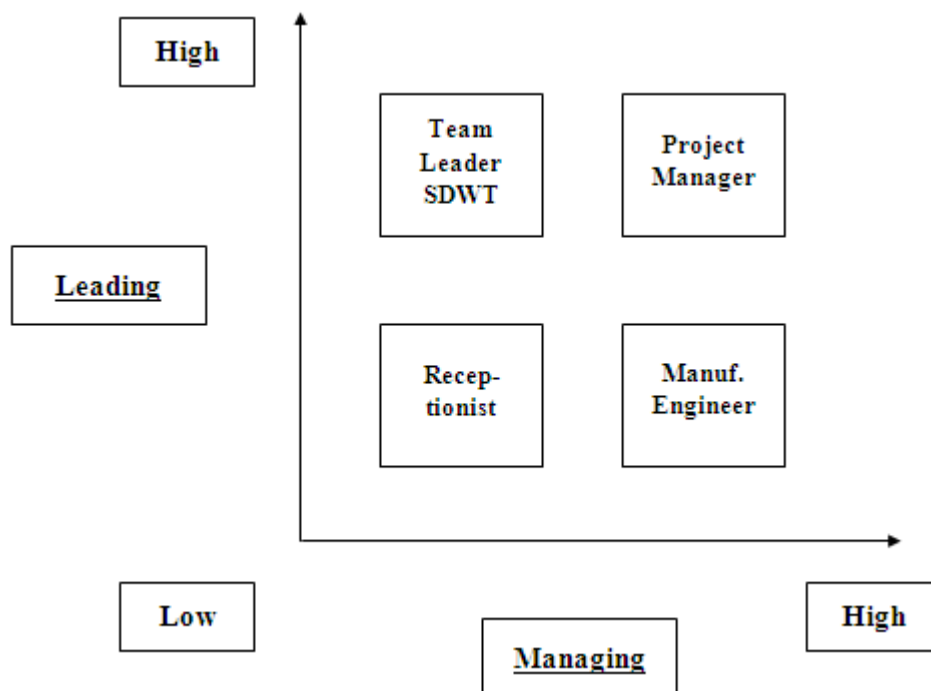 High
Team
Leader
SDWT
Project
Manager
Leading
Recep-
tionist
Manuf.
Engineer
Low
High
Managing